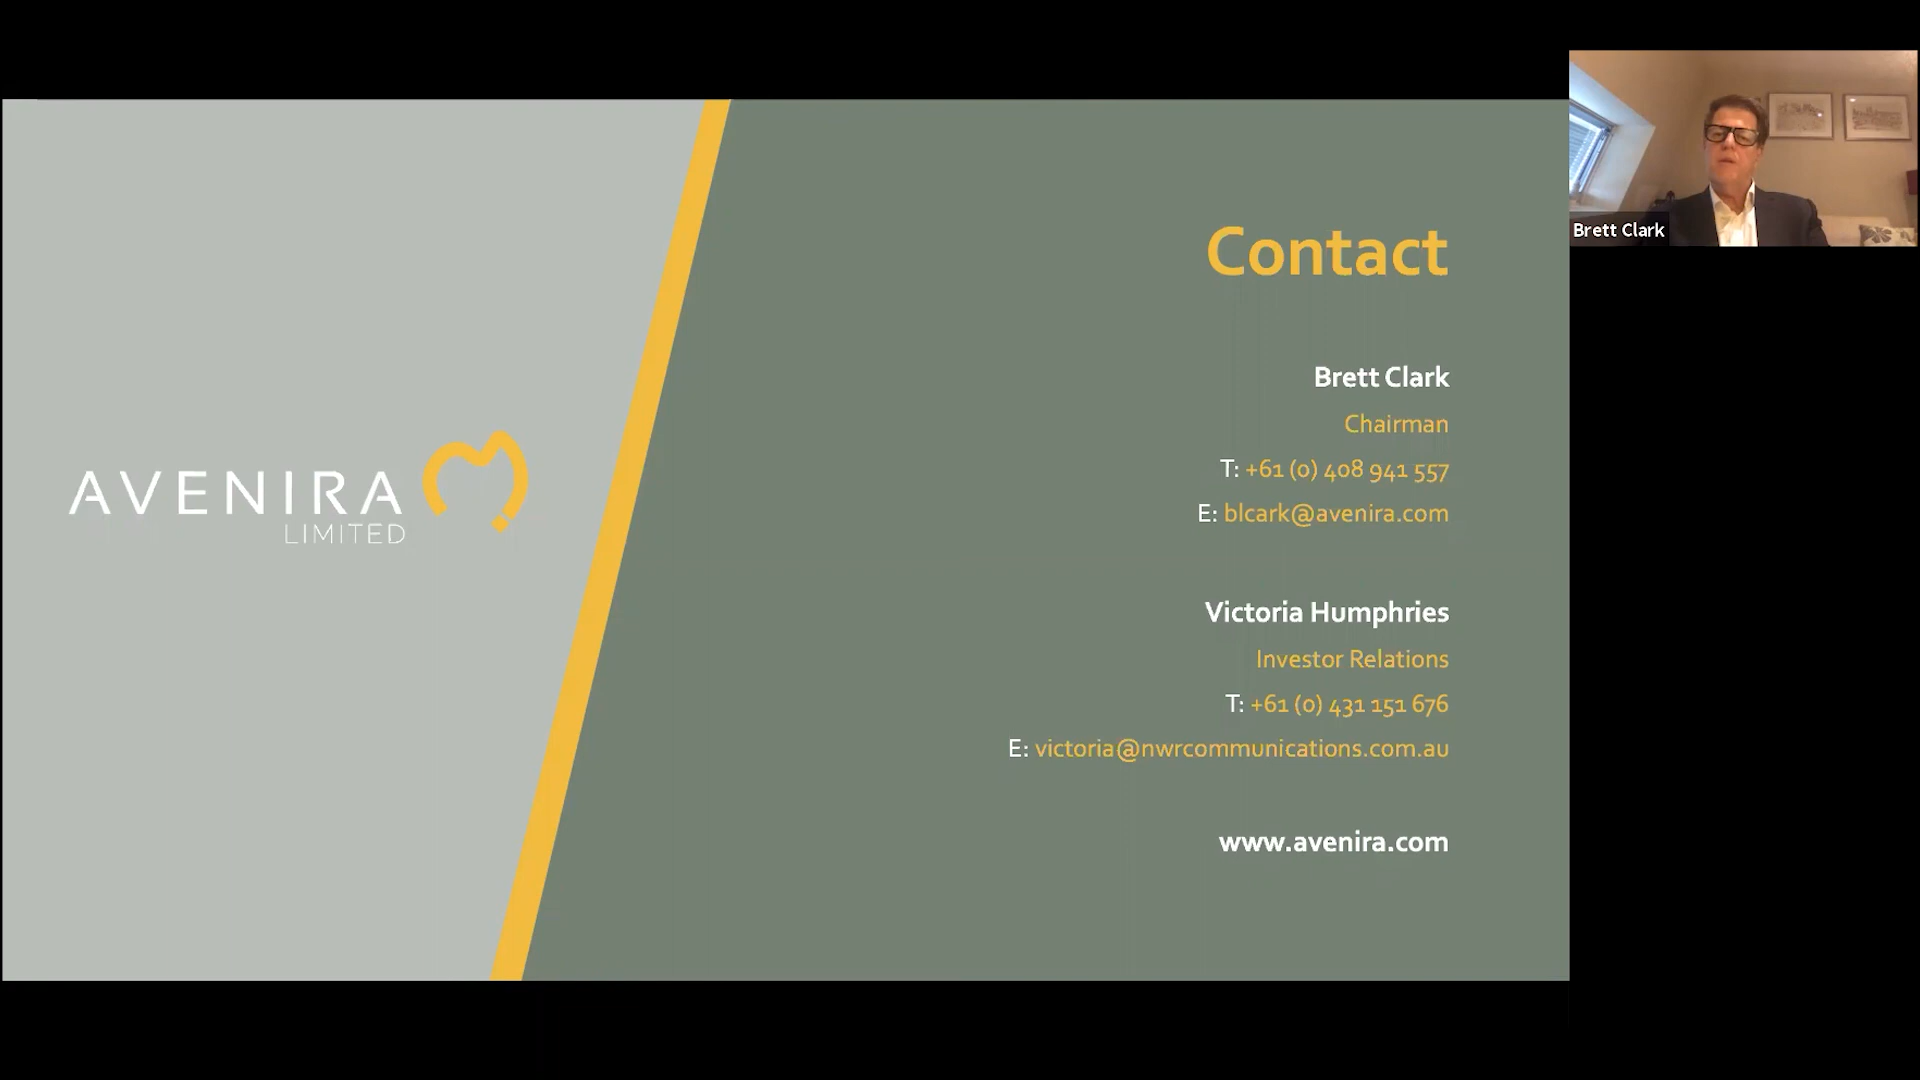 AVENIRA
LIMITED
Contact
Brett Clark
Chairman
T: +61 (0) 408 941 557
E: blcark@avenira.com
Victoria Humphries
Investor Relations
T: +61 (0) 431 151 676
E: victoria@nwrcommunications.com.au
www.avenira.com
Brett Clark